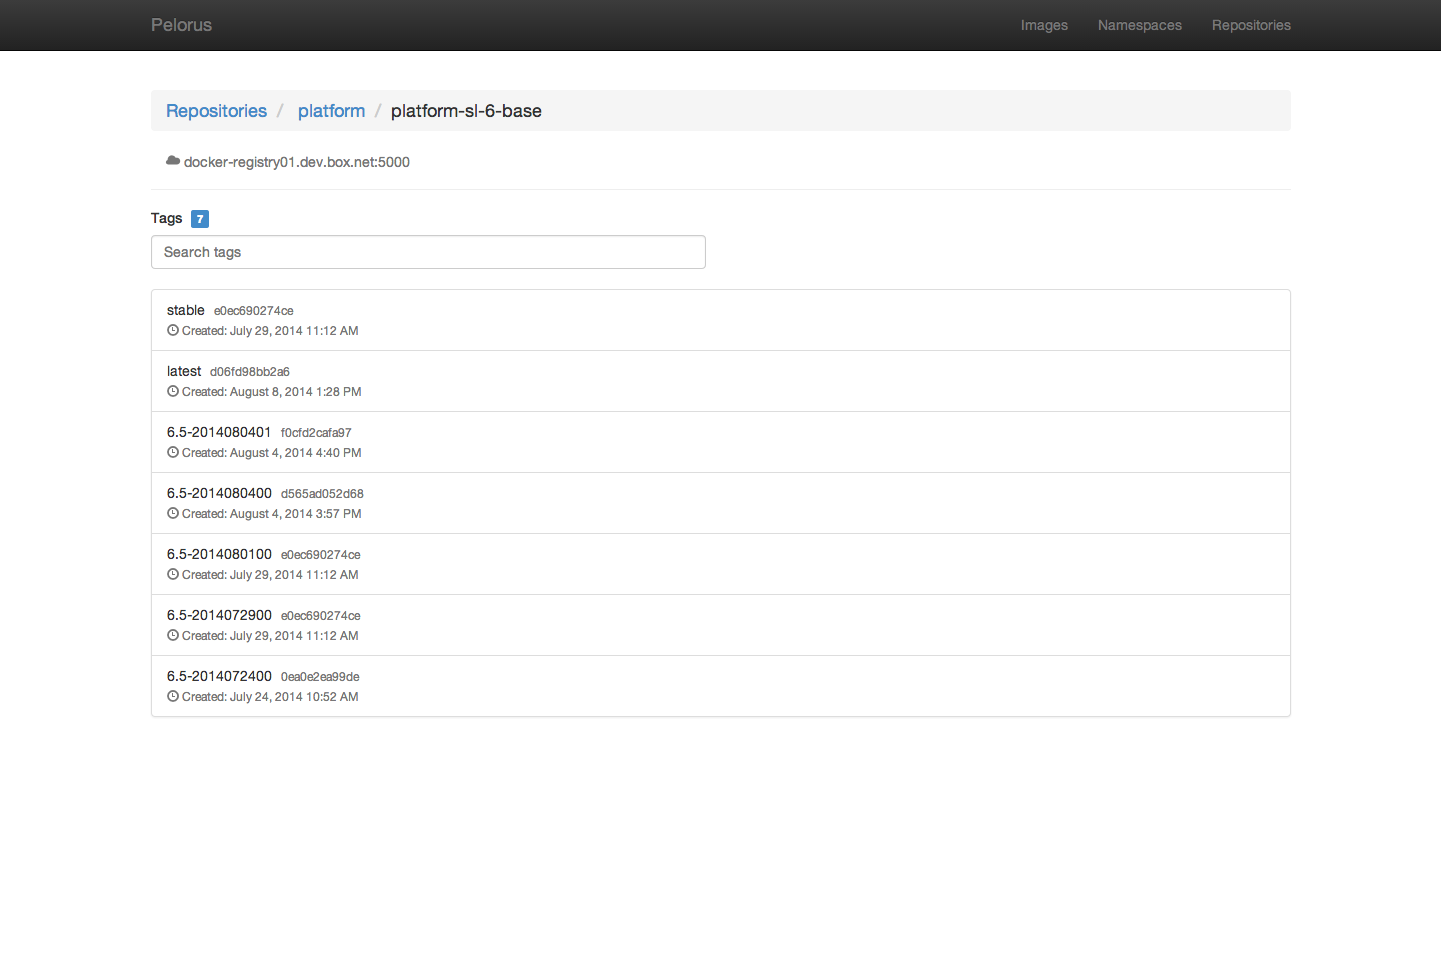 Pelorus Images Namespaces Repositories
Repositories / platform / platform-sl-6-base
docker-registry01.dev.box.net:5000
Tags 7
Search tags
stable e0ec690274ce
Created: July 29, 2014 11:12 AM
latest d06fd98bb2a6
Created: August 8, 2014 1:28 PM
6.5-2014080401 f0cfd2cafa97
Created: August 4, 2014 4:40 PM
6.5-2014080400 d565ad052d68
Created: August 4, 2014 3:57 PM
6.5-2014080100 e0ec690274ce
Created: July 29, 2014 11:12 AM
6.5-2014072900 e0ec690274ce
Created: July 29, 2014 11:12 AM
6.5-2014072400 0ea0e2ea99de
Created: July 24, 2014 10:52 AM